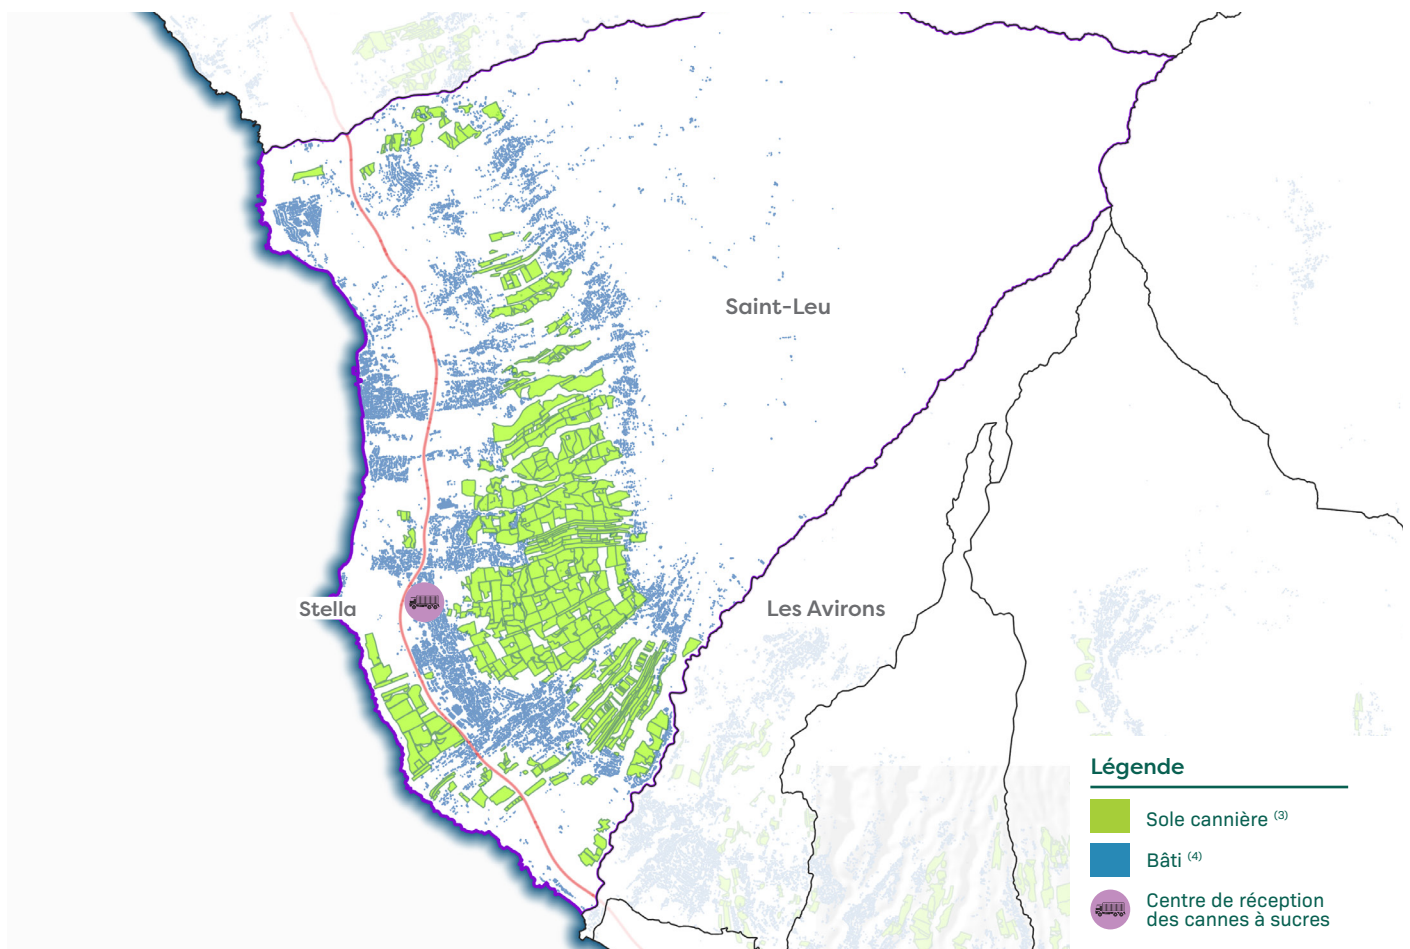 Saint-Leu
Stella
Les Avirons
Légende
Sole cannière (3)
Bâti (4)
Centre de réception
des cannes à sucres